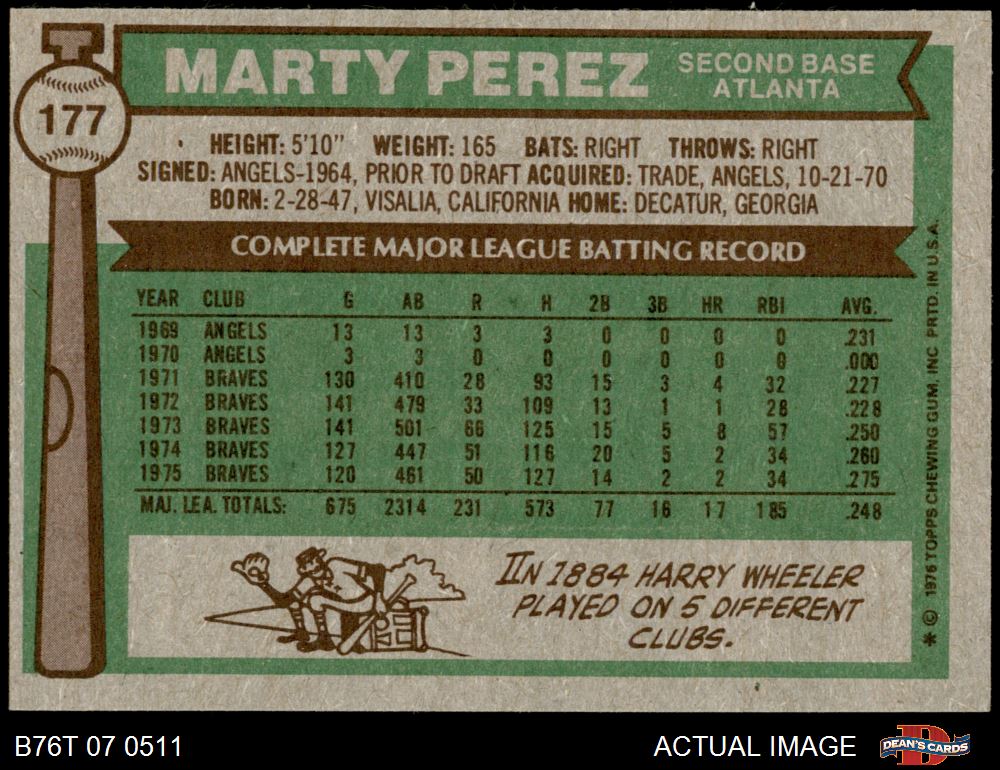 MARTY PEREZ SECOND BASE ATLANTA
177
HEIGHT: 5'10" WEIGHT: 165 BATS: RIGHT THROWS: RIGHT
SIGNED: ANGELS-1964, PRIOR TO DRAFT ACQUIRED: TRADE, ANGELS, 10-21-70
BORN: 2-28-47, VISALIA, CALIFORNIA HOME: DECATUR, GEORGIA
COMPLETE MAJOR LEAGUE BATTING RECORD
YEAR CLUB G AB R H 2B 3B HR RBI AVG.
1969 ANGELS 13 13 3 3 0 0 0 0 .231
1970 ANGELS 3 3 0 0 0 0 0 0 .000
1971 BRAVES 130 410 28 93 15 3 4 32 .227
1972 BRAVES 141 479 33 109 13 1 1 28 .228
1973 BRAVES 141 501 66 125 15 5 8 57 .250
1974 BRAVES 127 447 51 116 20 5 2 34 .260
1975 BRAVES 120 461 50 127 14 2 2 34 .275
MAJ. LEA. TOTALS: 675 2314 231 573 77 16 17 185 .248
IN 1884 HARRY WHEELER
PLAYED ON 5 DIFFERENT
CLUBS.
* © 1976 TOPPS CHEWING GUM, INC PRTD. IN U.S.A.
B76T 07 0511
ACTUAL IMAGE
D
DEAN'S CARDS